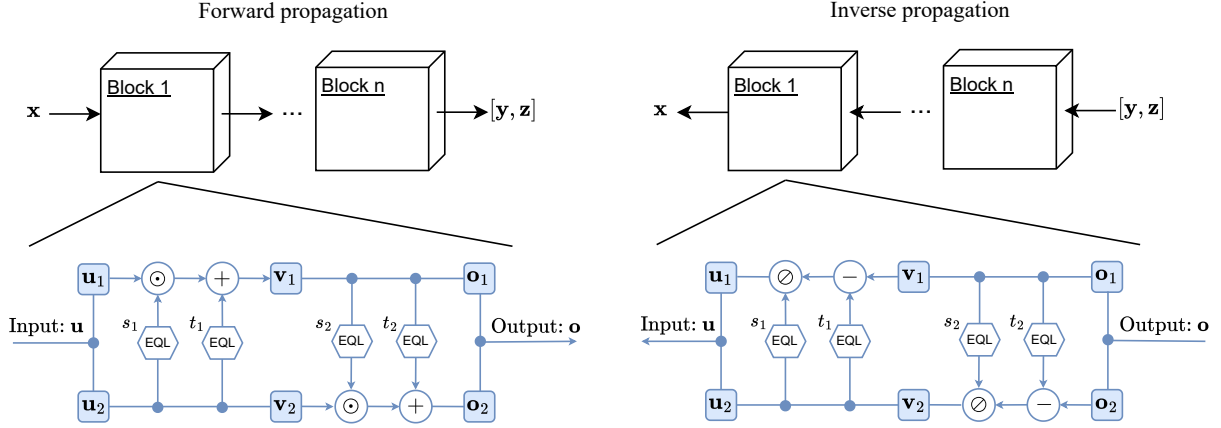 Forward propagation
Block 1
Block n
x
...
[y, z]
u₁
⊙
+
v₁
o₁
s₁
t₁
s₂
t₂
Input: u
EQL
EQL
EQL
EQL
Output: o
u₂
v₂
⊙
+
o₂
Inverse propagation
Block 1
Block n
x
...
[y, z]
u₁
⊘
−
v₁
o₁
s₁
t₁
s₂
t₂
Input: u
EQL
EQL
EQL
EQL
Output: o
u₂
v₂
⊘
−
o₂